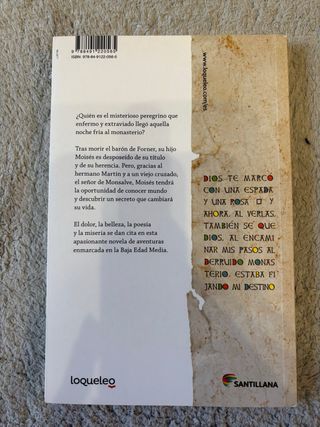 9 788491 220565
ISBN: 978-84-9122-056-5
www.loqueleo.com/es
¿Quién es el misterioso peregrino que
enfermo y extraviado llegó aquella
noche fría al monasterio?
Tras morir el barón de Forner, su hijo
Moisés es desposeído de su título
y de su herencia. Pero, gracias al
hermano Martín y a un viejo cruzado,
el señor de Monsalve, Moisés tendrá
la oportunidad de conocer mundo
y descubrir un secreto que cambiará
su vida.
El dolor, la belleza, la poesía
y la miseria se dan cita en esta
apasionante novela de aventuras
enmarcada en la Baja Edad Media.
DIOS TE MARCÓ
CON UNA ESPADA
Y UNA ROSA Y
AHORA, AL VERLAS,
TAMBIÉN SE QUE
DIOS, AL ENCAMI
NAR MIS PASOS AL
DERRUIDO MONAS
TERIO, ESTABA FI
JANDO MI DESTINO
loqueleo
SANTILLANA